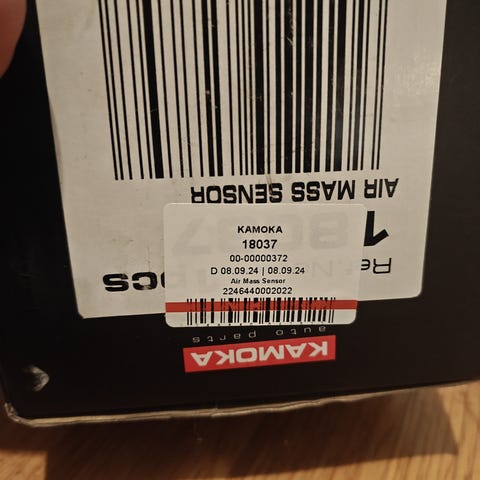 AIR MASS SENSOR
KAMOKA
18037
00-00000372
D 08.09.24 | 08.09.24
Air Mass Sensor
2246440002022
PCS
KAMOKA
auto parts